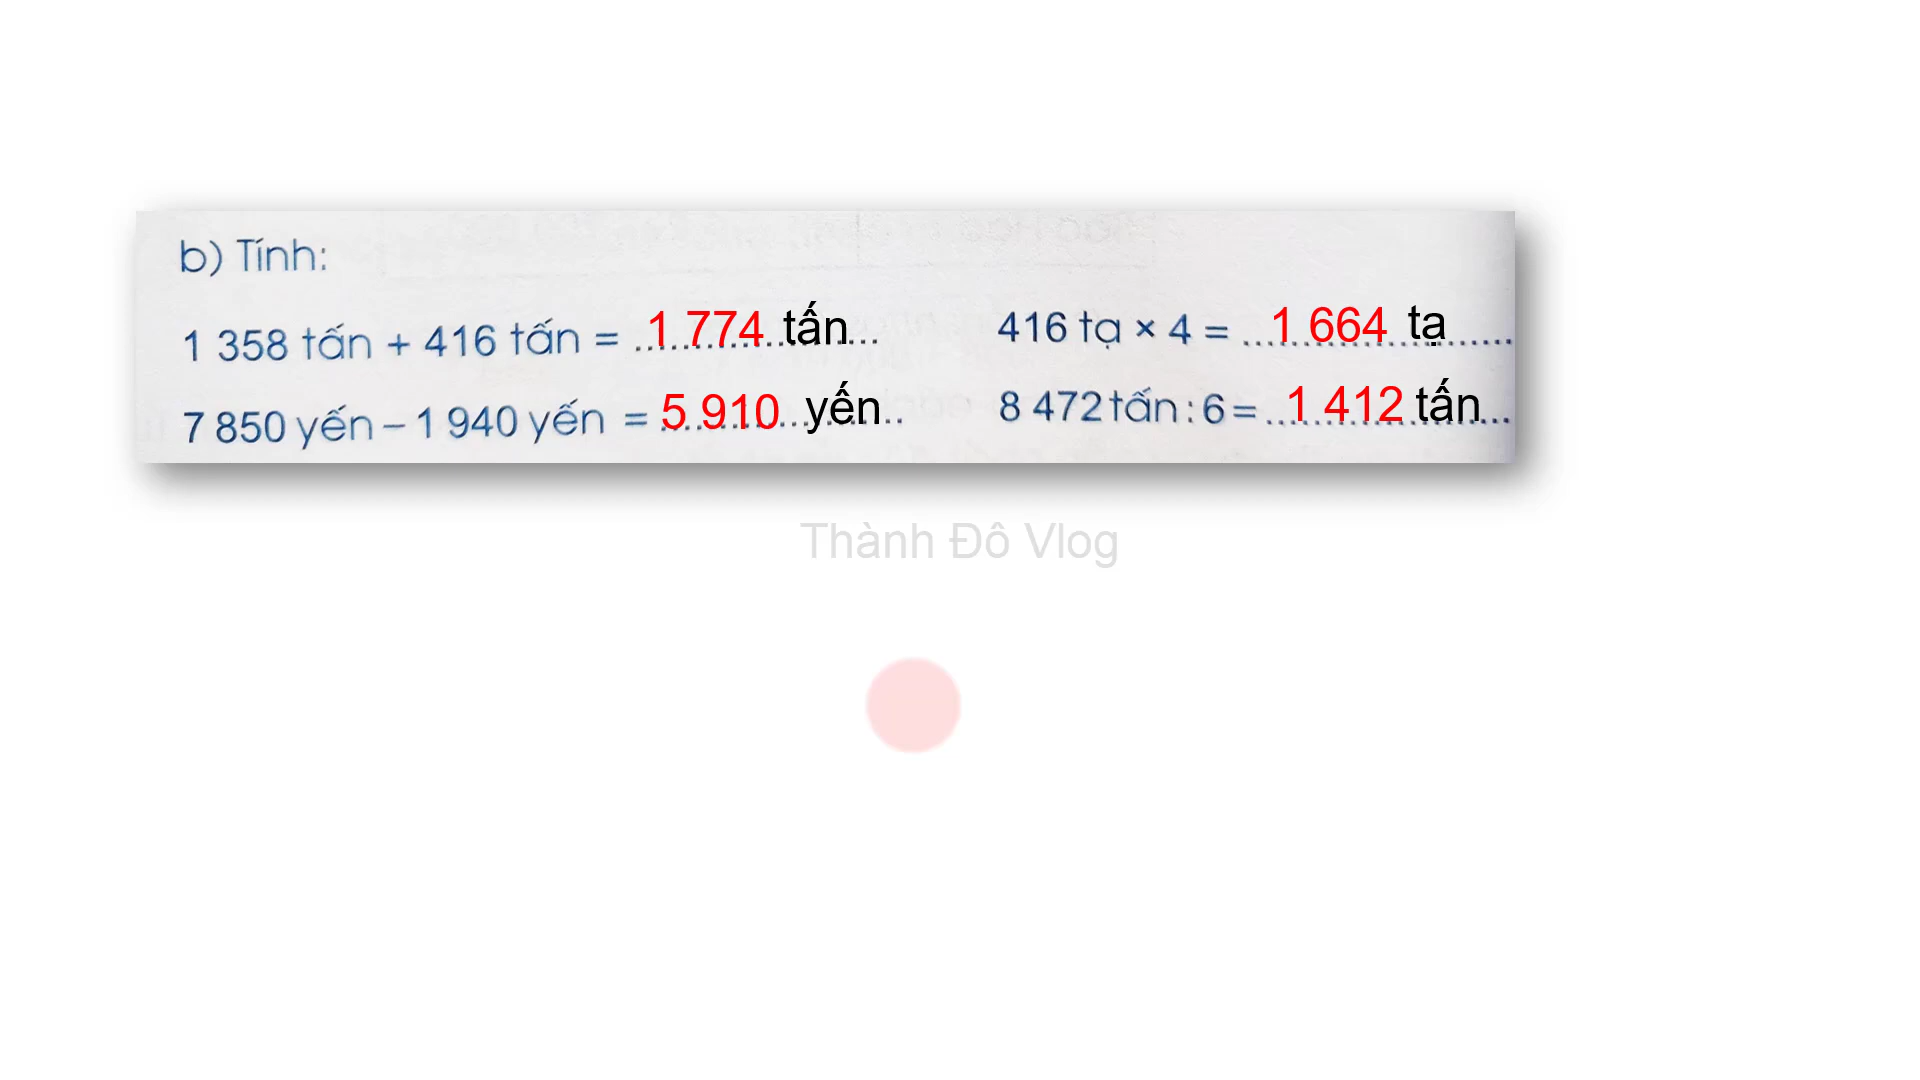 b) Tính:
1 358 tấn + 416 tấn = 1 774 tấn
416 tạ × 4 = 1 664 tạ
7 850 yến – 1 940 yến = 5 910 yến
8 472 tấn : 6 = 1 412 tấn
Thành Đô Vlog